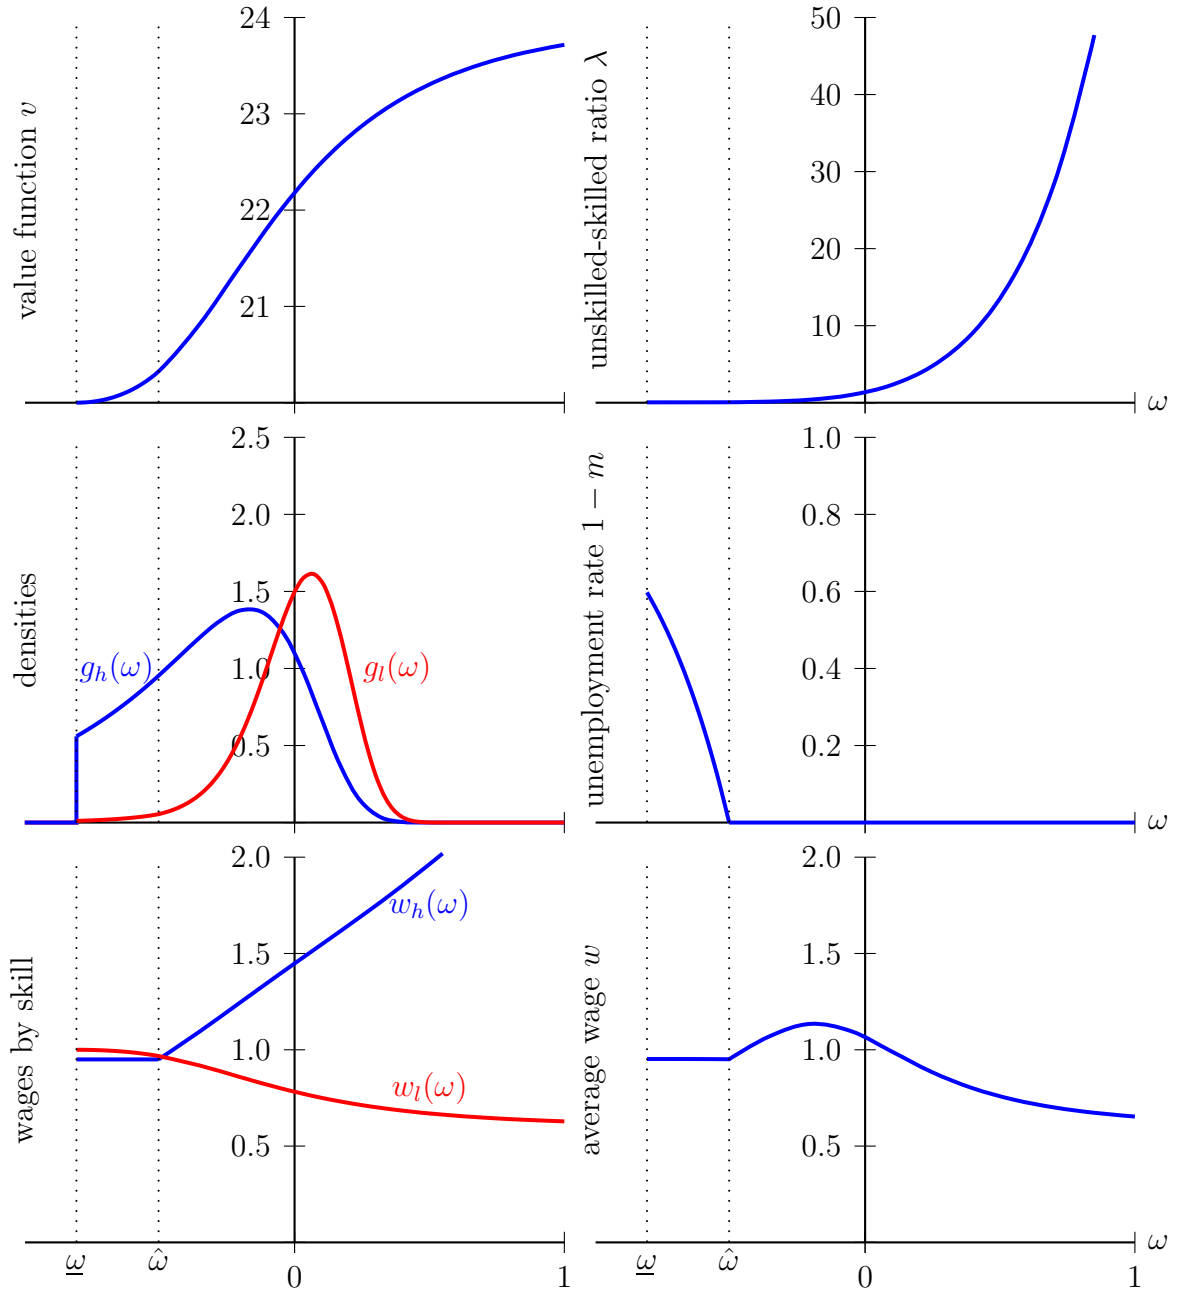 value function v
24
23
22
21
unskilled-skilled ratio λ
50
40
30
20
10
ω
densities
2.5
2.0
1.5
1.0
0.5
g_h(ω)
g_l(ω)
unemployment rate 1 − m
1.0
0.8
0.6
0.4
0.2
ω
wages by skill
2.0
1.5
1.0
0.5
w_h(ω)
w_l(ω)
ω̲
ω̂
0
1
average wage w
2.0
1.5
1.0
0.5
ω
ω̲
ω̂
0
1